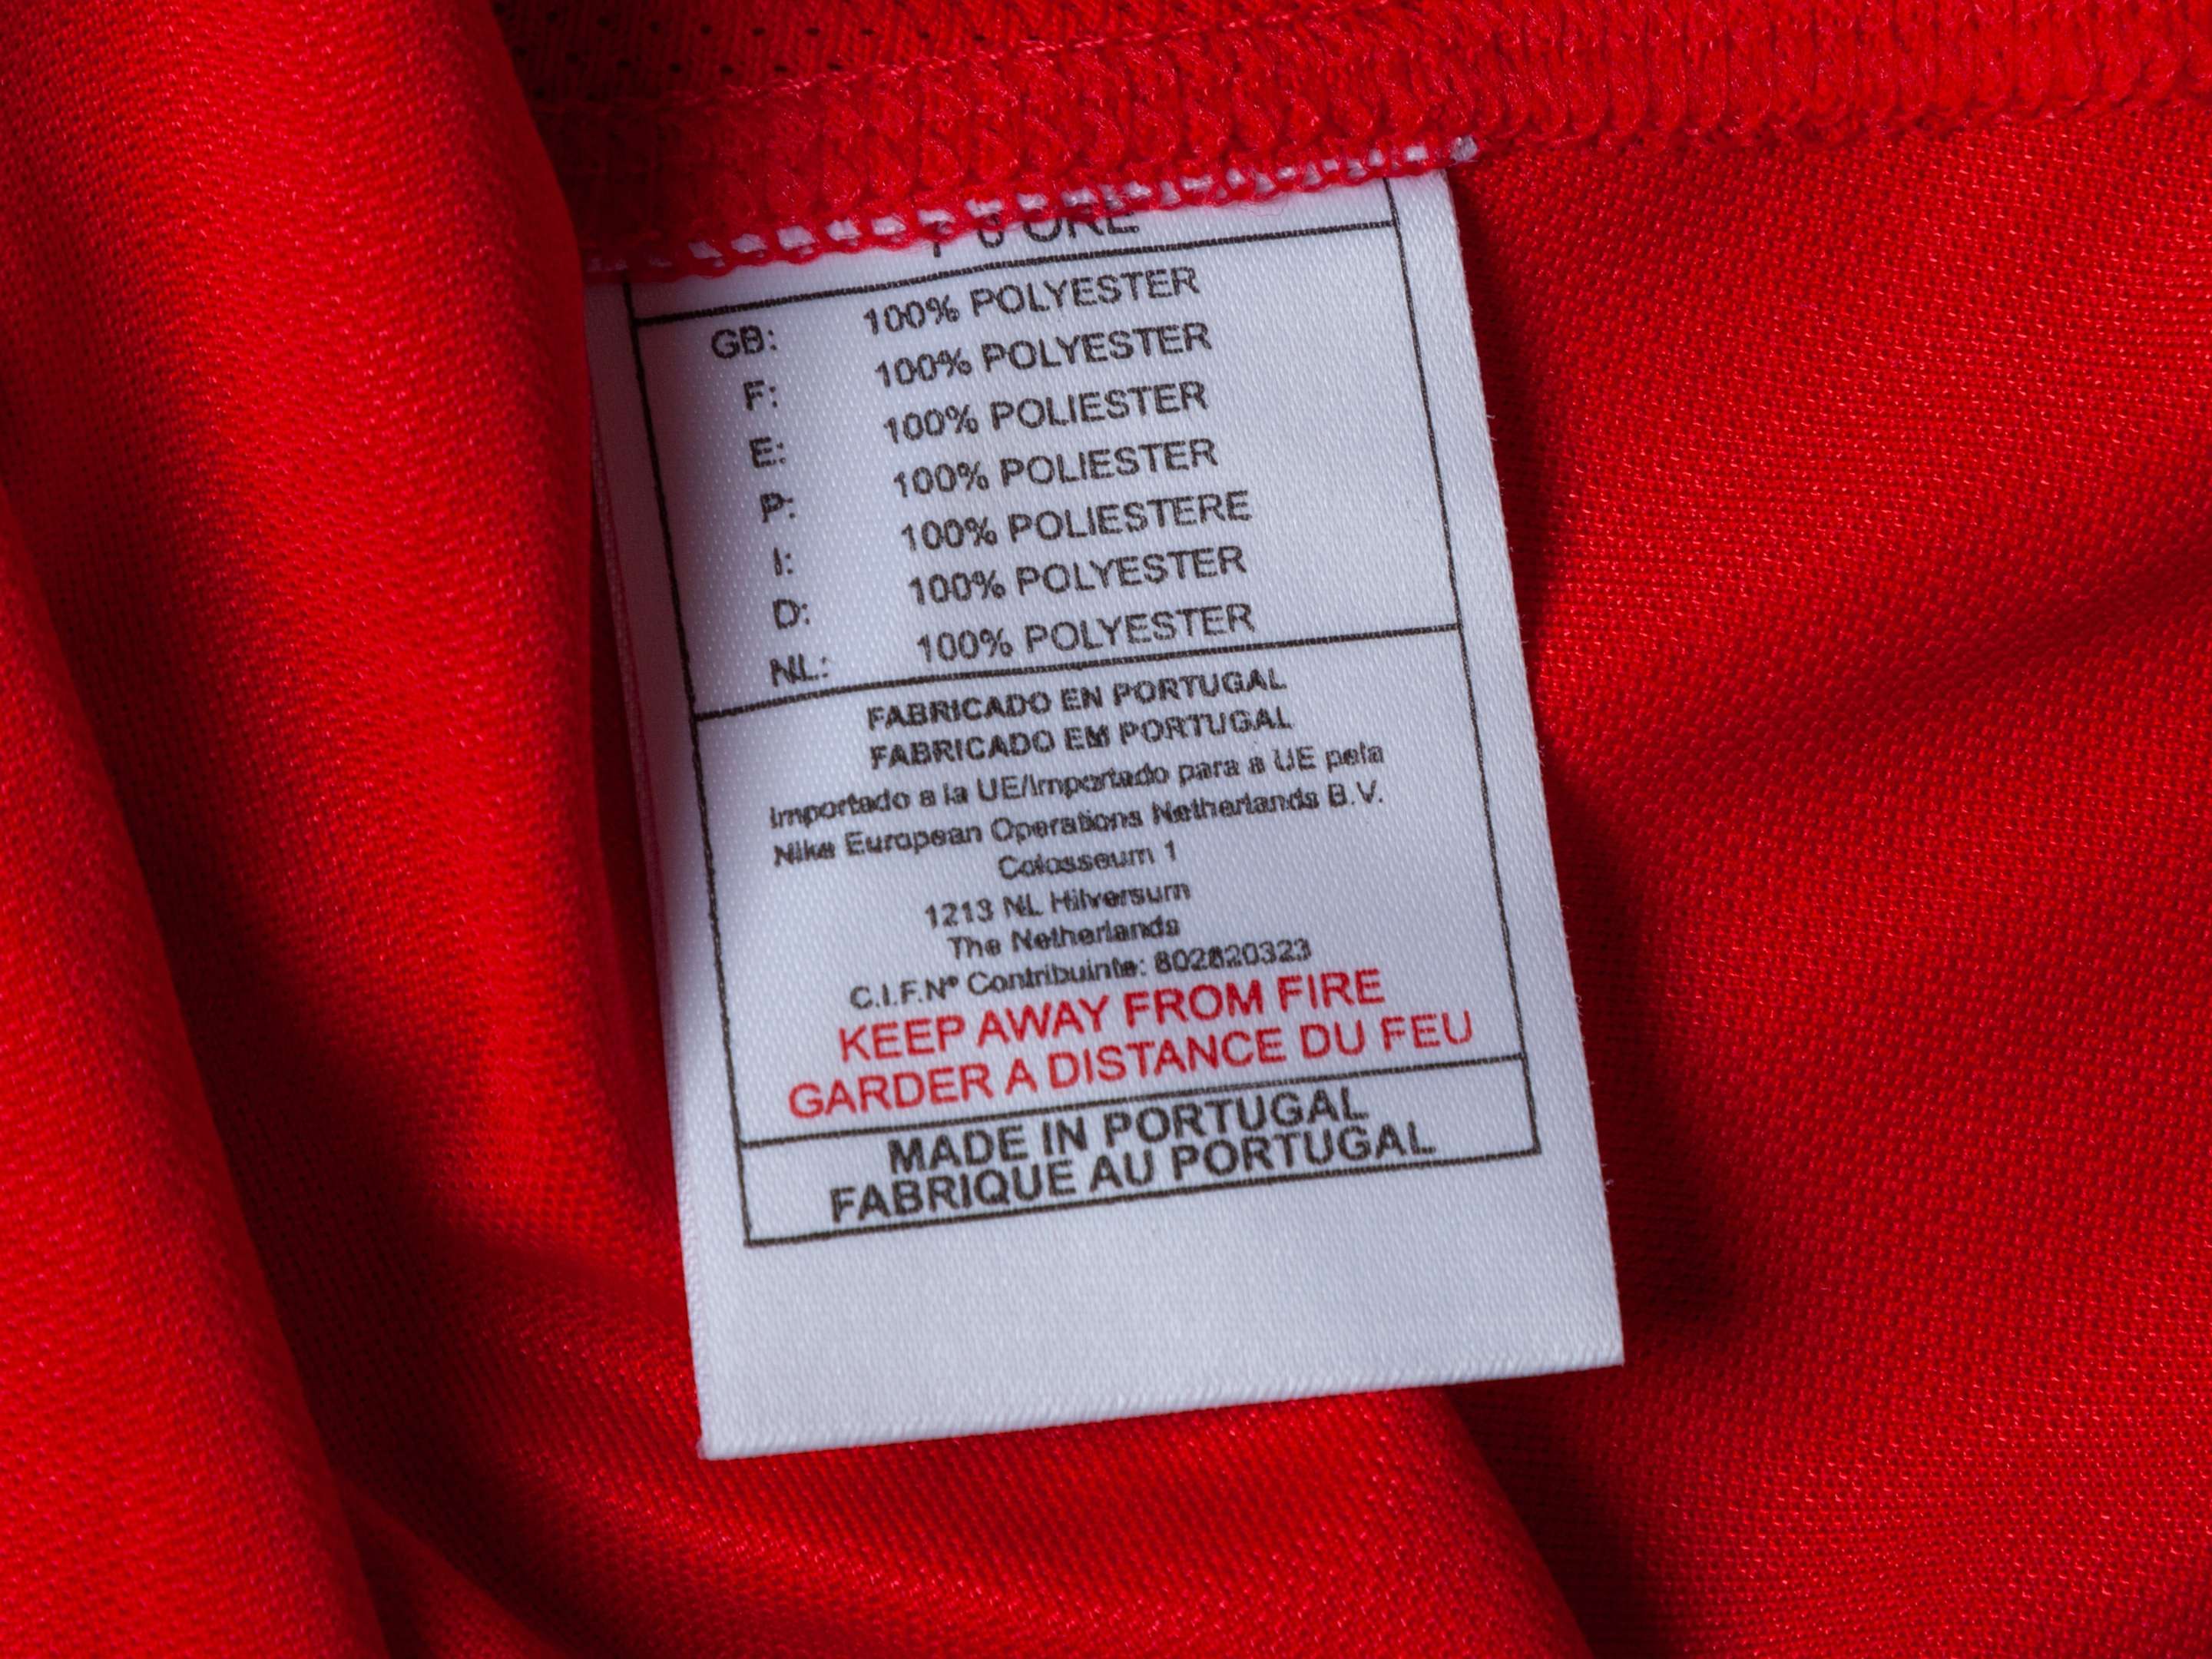 GB: 100% POLYESTER
F: 100% POLYESTER
E: 100% POLIESTER
P: 100% POLIESTER
I: 100% POLIESTERE
D: 100% POLYESTER
NL: 100% POLYESTER
FABRICADO EN PORTUGAL
FABRICADO EM PORTUGAL
Importado a la UE/Importado para a UE pela
Nike European Operations Netherlands B.V.
Colosseum 1
1213 NL Hilversum
The Netherlands
C.I.F.Nº Contribuinte: 802820323
KEEP AWAY FROM FIRE
GARDER A DISTANCE DU FEU
MADE IN PORTUGAL
FABRIQUE AU PORTUGAL